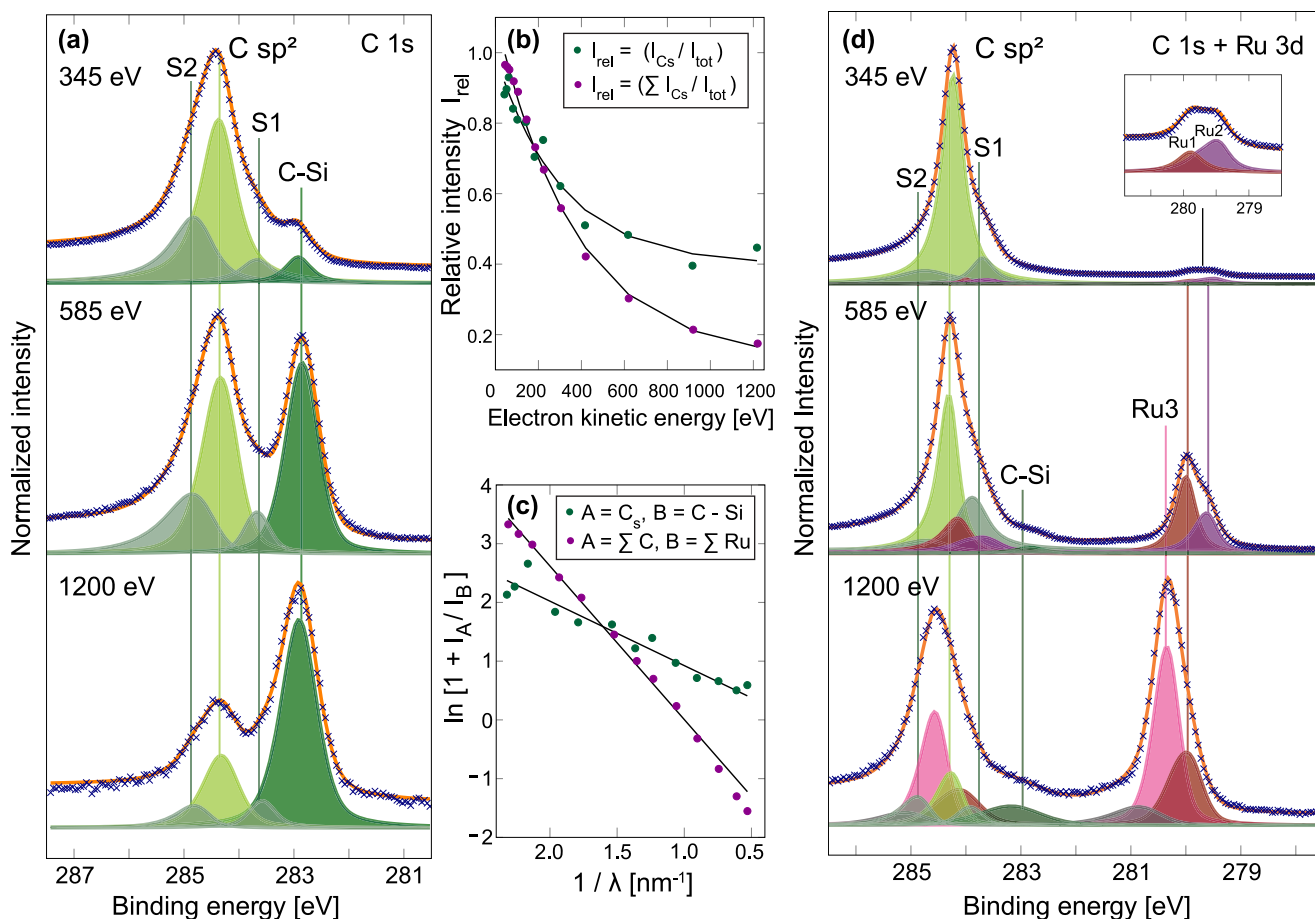 (a)
C sp²
C 1s
S2
345 eV
S1
C-Si
585 eV
1200 eV
Normalized intensity
287
285
283
281
Binding energy [eV]
(b)
I_rel = (I_Cs / I_tot)
I_rel = (∑ I_Cs / I_tot)
Relative intensity I_rel
1.0
0.8
0.6
0.4
0.2
0
200
400
600
800
1000
1200
Electron kinetic energy [eV]
(c)
A = C_s, B = C - Si
A = ∑ C, B = ∑ Ru
ln [1 + I_A / I_B]
3
2
1
0
−1
−2
2.0
1.5
1.0
0.5
1 / λ [nm⁻¹]
(d)
C sp²
C 1s + Ru 3d
345 eV
S1
S2
Ru1
Ru2
280
279
585 eV
Ru3
C-Si
1200 eV
Normalized Intensity
285
283
281
279
Binding energy [eV]